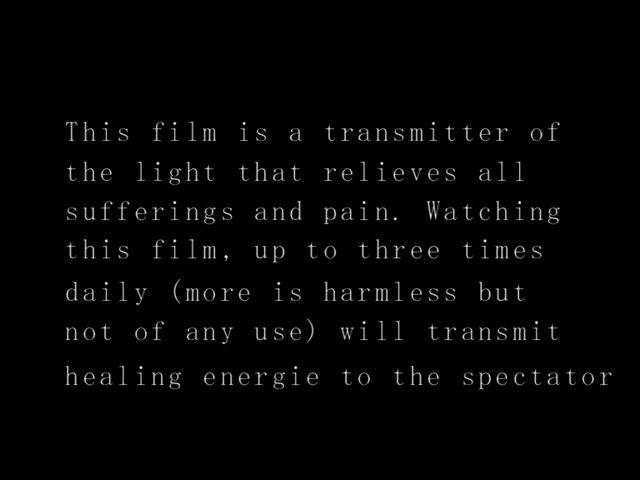 This film is a transmitter of
the light that relieves all
sufferings and pain. Watching
this film, up to three times
daily (more is harmless but
not of any use) will transmit
healing energie to the spectator